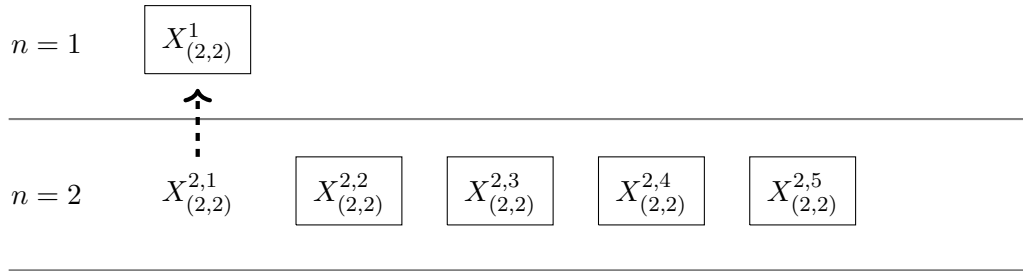 n = 1 X^1_{(2,2)}
n = 2 X^{2,1}_{(2,2)} X^{2,2}_{(2,2)} X^{2,3}_{(2,2)} X^{2,4}_{(2,2)} X^{2,5}_{(2,2)}